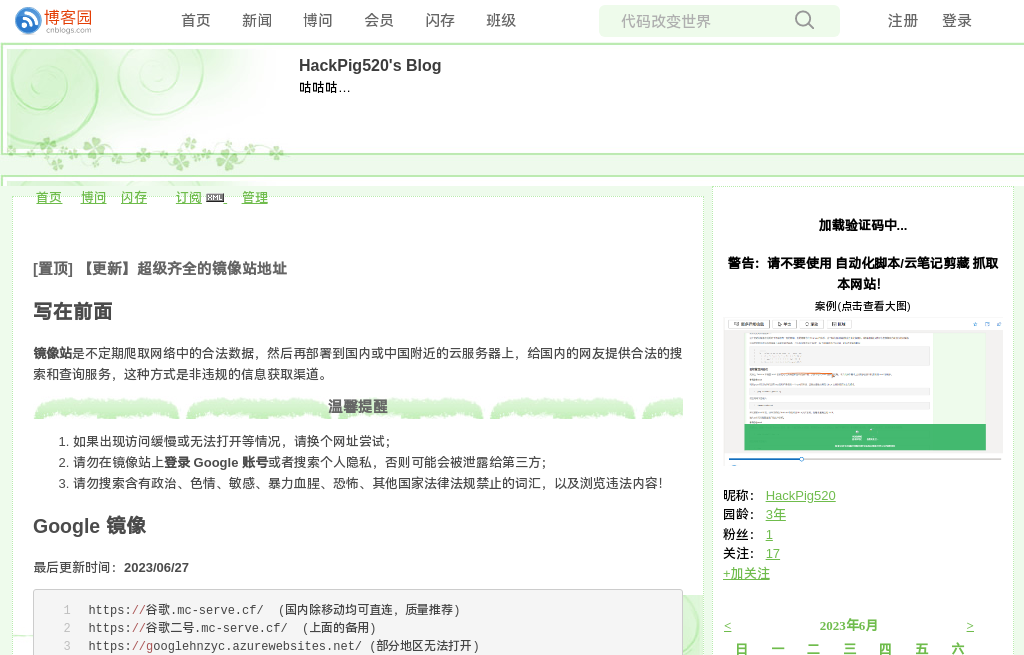 博客园
cnblogs.com
首页 新闻 博问 会员 闪存 班级
代码改变世界
注册 登录
HackPig520's Blog
咕咕咕…
首页 博问 闪存 订阅 XML 管理
[置顶] 【更新】超级齐全的镜像站地址
写在前面
镜像站是不定期爬取网络中的合法数据，然后再部署到国内或中国附近的云服务器上，给国内的网友提供合法的搜
索和查询服务，这种方式是非违规的信息获取渠道。
温馨提醒
1. 如果出现访问缓慢或无法打开等情况，请换个网址尝试；
2. 请勿在镜像站上登录 Google 账号或者搜索个人隐私，否则可能会被泄露给第三方；
3. 请勿搜索含有政治、色情、敏感、暴力血腥、恐怖、其他国家法律法规禁止的词汇，以及浏览违法内容！
Google 镜像
最后更新时间：2023/06/27
1 https://谷歌.mc-serve.cf/ (国内除移动均可直连，质量推荐)
2 https://谷歌二号.mc-serve.cf/ (上面的备用)
3 https://googlehnzyc.azurewebsites.net/ (部分地区无法打开)
加载验证码中...
警告：请不要使用 自动化脚本/云笔记剪藏 抓取
本网站！
案例(点击查看大图)
昵称： HackPig520
园龄： 3年
粉丝： 1
关注： 17
+加关注
< 2023年6月 >
日 一 二 三 四 五 六